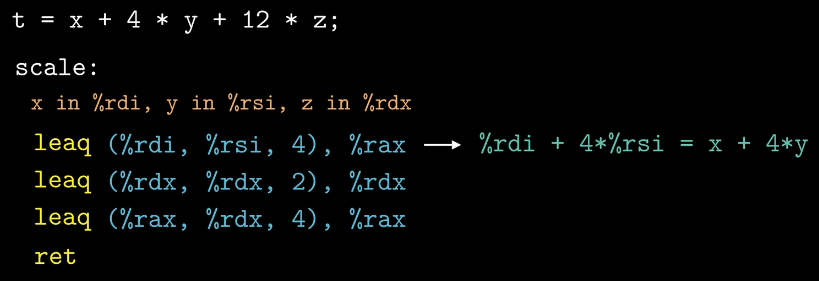 t = x + 4 * y + 12 * z;
scale:
x in %rdi, y in %rsi, z in %rdx
leaq (%rdi, %rsi, 4), %rax → %rdi + 4*%rsi = x + 4*y
leaq (%rdx, %rdx, 2), %rdx
leaq (%rax, %rdx, 4), %rax
ret